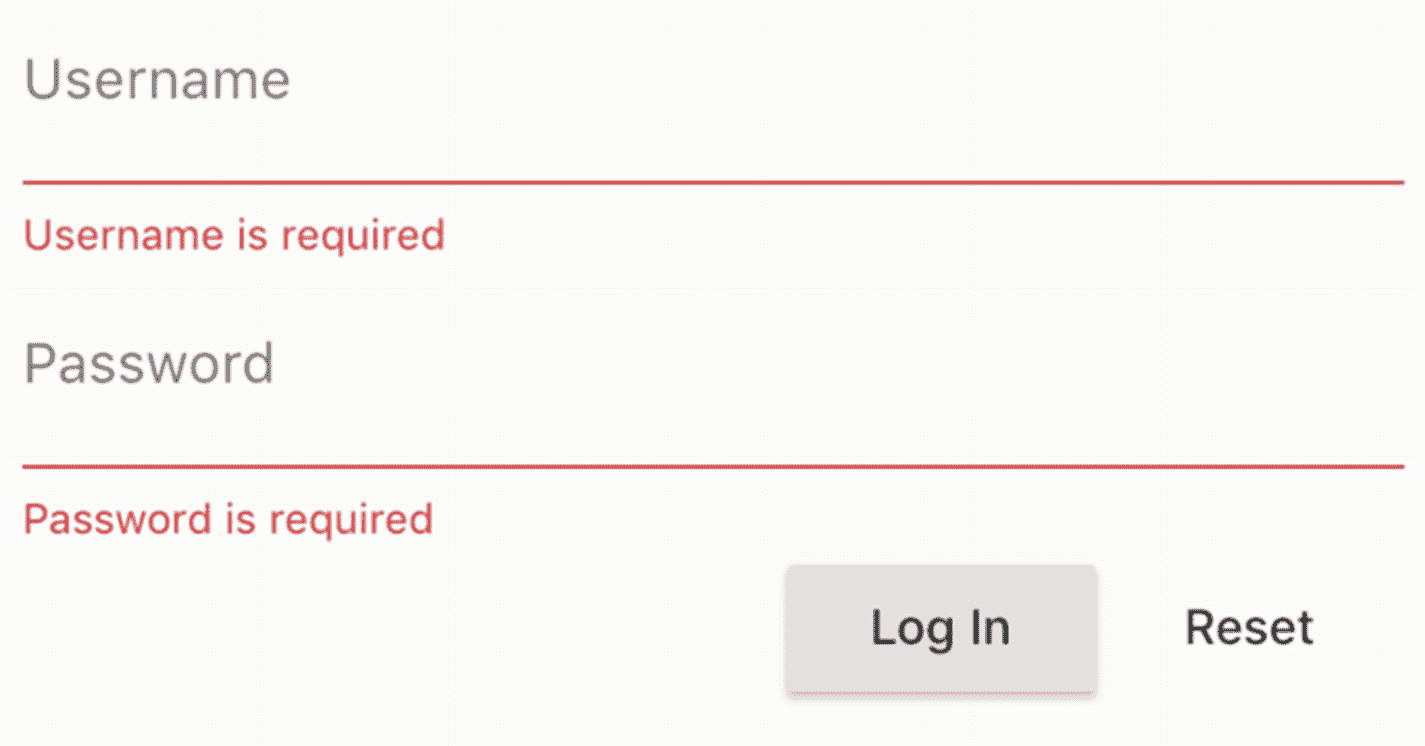 Username
Username is required
Password
Password is required
Log In
Reset